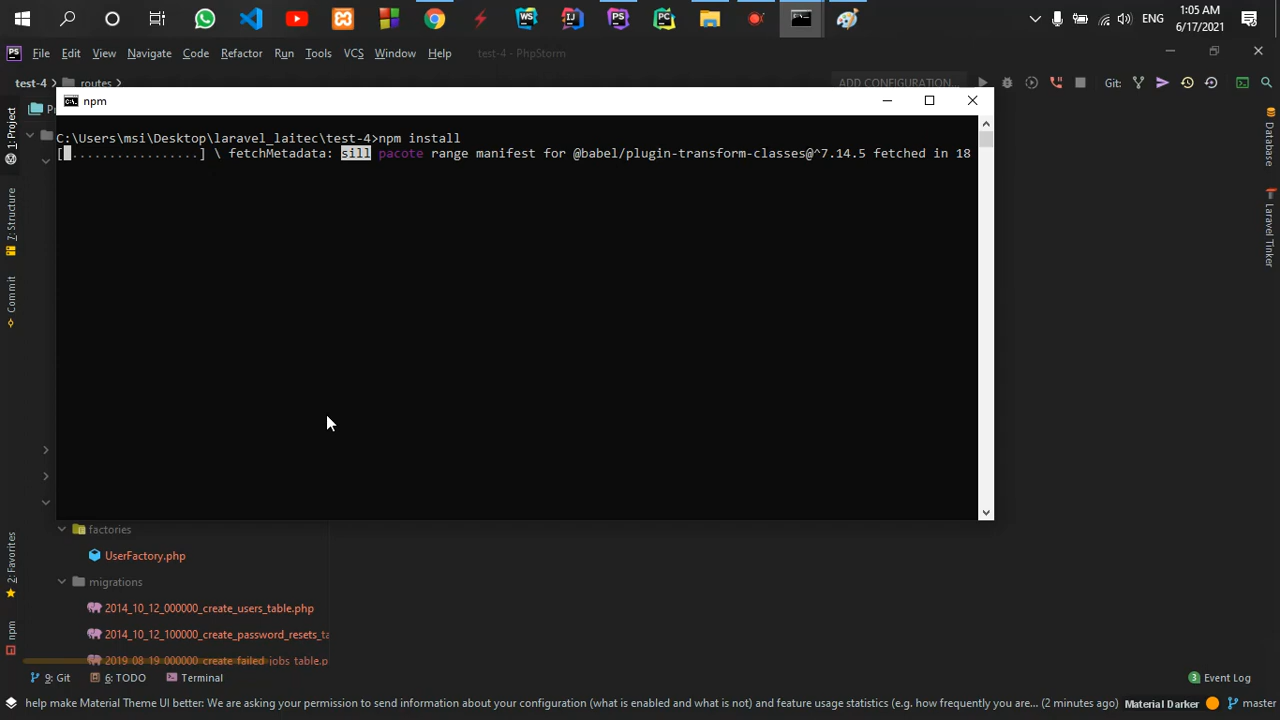 1:05 AM
ENG
6/17/2021
PS File Edit View Navigate Code Refactor Run Tools VCS Window Help test-4 - PhpStorm
test-4 routes ADD CONFIGURATION... Git:
npm
C:\Users\msi\Desktop\laravel_laitec\test-4>npm install
[.................] \ fetchMetadata: sill pacote range manifest for @babel/plugin-transform-classes@^7.14.5 fetched in 18
1: Project
7: Structure
Commit
2: Favorites
npm
Database
Laravel Tinker
factories
UserFactory.php
migrations
2014_10_12_000000_create_users_table.php
2014_10_12_100000_create_password_resets_ta
2019_08_19_000000_create_failed_jobs_table.p
9: Git 6: TODO Terminal 3 Event Log
help make Material Theme UI better: We are asking your permission to send information about your configuration (what is enabled and what is not) and feature usage statistics (e.g. how frequently you are... (2 minutes ago) Material Darker master